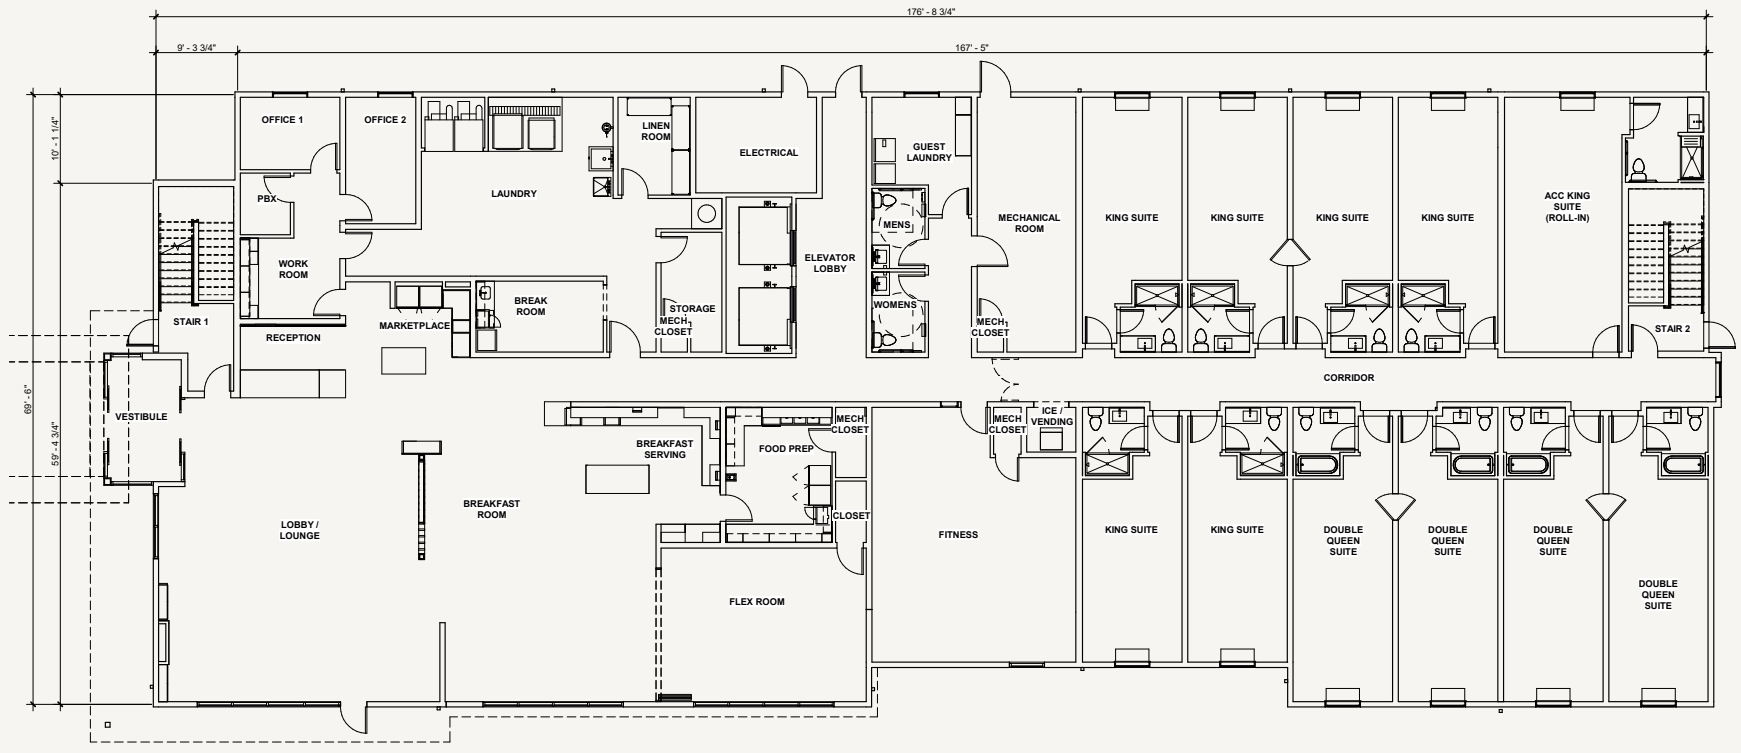 176' - 8 3/4"
9' - 3 3/4"
167' - 5"
10' - 1 1/4"
69' - 6"
59' - 4 3/4"
OFFICE 1
OFFICE 2
LAUNDRY
LINEN
ROOM
ELECTRICAL
GUEST
LAUNDRY
PBX
WORK
ROOM
MENS
WOMENS
ELEVATOR
LOBBY
MECHANICAL
ROOM
KING SUITE
KING SUITE
KING SUITE
KING SUITE
ACC KING
SUITE
(ROLL-IN)
STAIR 1
RECEPTION
MARKETPLACE
BREAK
ROOM
STORAGE
MECH
CLOSET
MECH
CLOSET
STAIR 2
CORRIDOR
VESTIBULE
LOBBY /
LOUNGE
BREAKFAST
ROOM
BREAKFAST
SERVING
FOOD PREP
MECH
CLOSET
CLOSET
FLEX ROOM
FITNESS
MECH
CLOSET
ICE /
VENDING
KING SUITE
KING SUITE
DOUBLE
QUEEN
SUITE
DOUBLE
QUEEN
SUITE
DOUBLE
QUEEN
SUITE
DOUBLE
QUEEN
SUITE